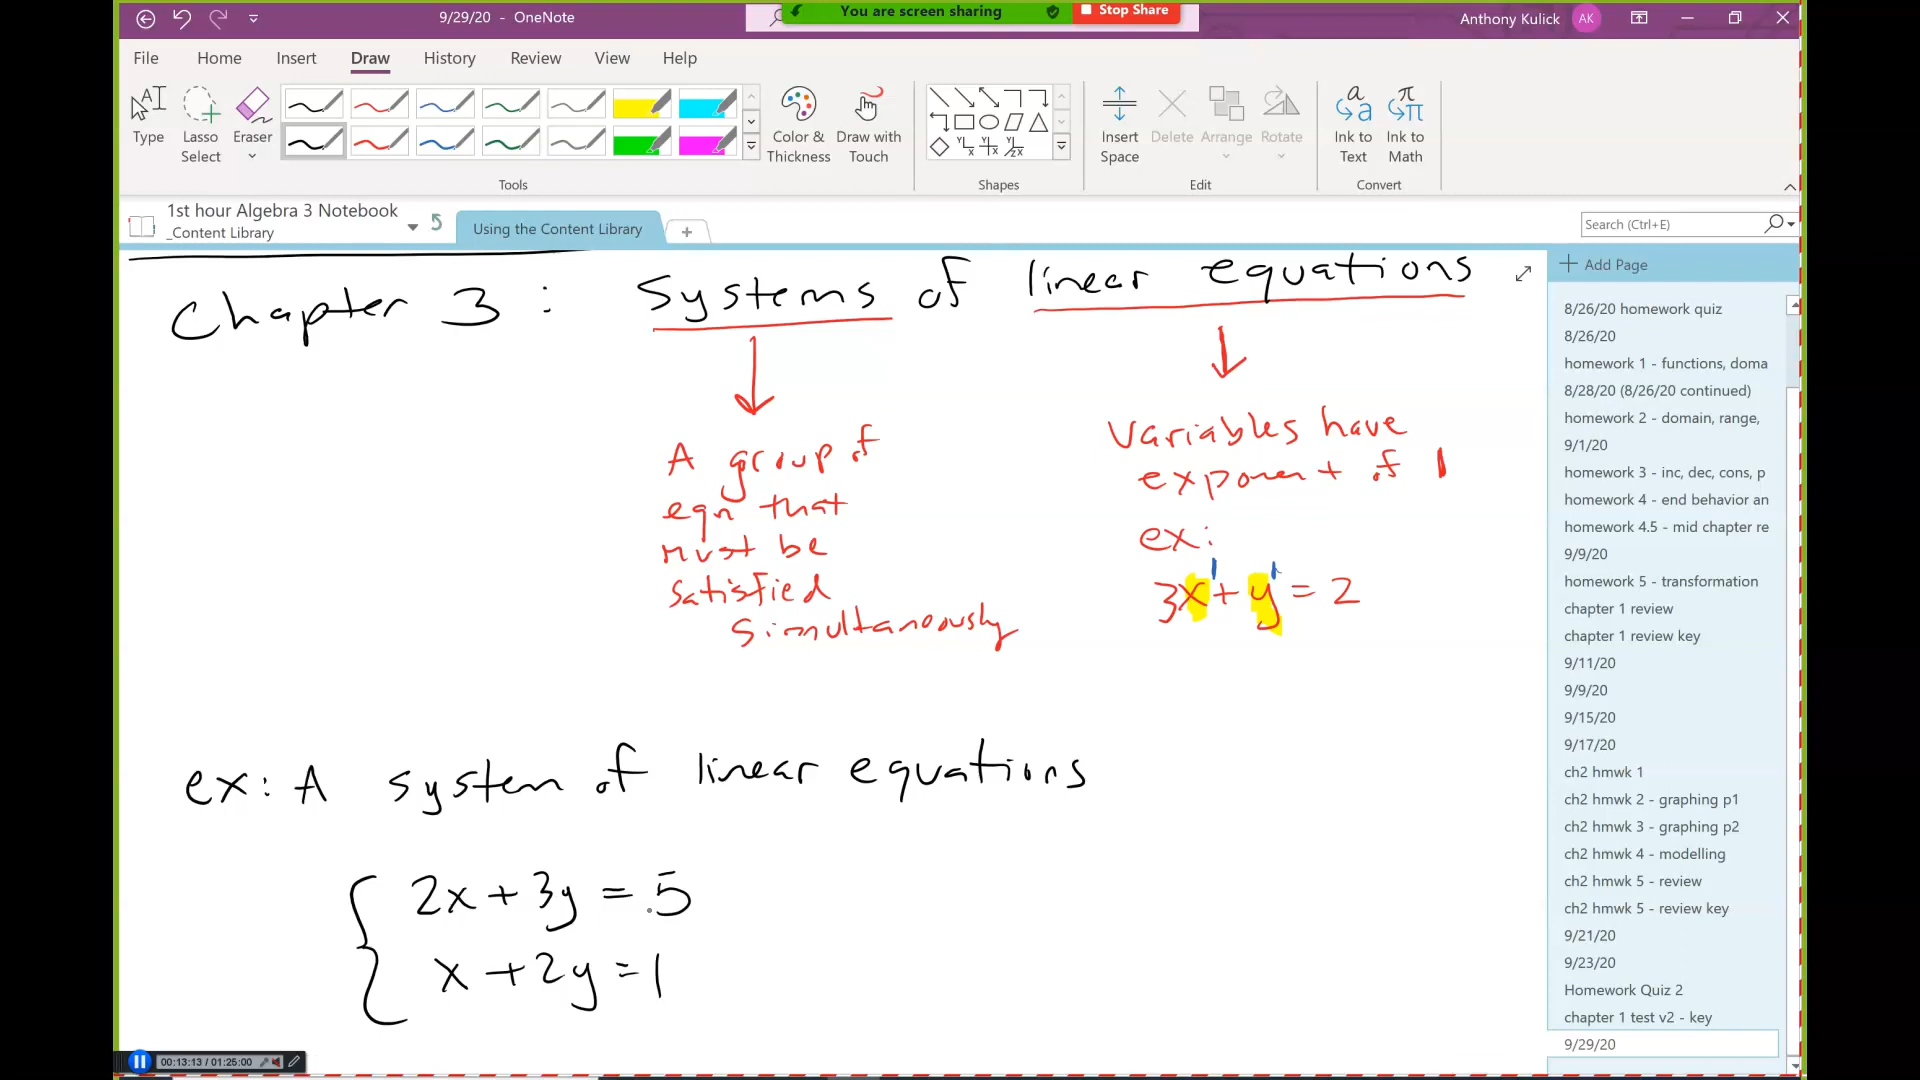 9/29/20 - OneNote
You are screen sharing
Stop Share
Anthony Kulick
AK
File Home Insert Draw History Review View Help
Type
Lasso Select
Eraser
Color & Thickness
Draw with Touch
Insert Space
Delete
Arrange
Rotate
Ink to Text
Ink to Math
Tools
Shapes
Edit
Convert
1st hour Algebra 3 Notebook
_Content Library
Using the Content Library
Search (Ctrl+E)
Chapter 3 : Systems of linear equations
A group of
eqn that
must be
satisfied
simultaneously
Variables have
exponent of 1
ex:
3x¹ + y¹ = 2
ex: A system of linear equations
2x + 3y = 5
x + 2y = 1
Add Page
8/26/20 homework quiz
8/26/20
homework 1 - functions, doma
8/28/20 (8/26/20 continued)
homework 2 - domain, range,
9/1/20
homework 3 - inc, dec, cons, p
homework 4 - end behavior an
homework 4.5 - mid chapter re
9/9/20
homework 5 - transformation
chapter 1 review
chapter 1 review key
9/11/20
9/9/20
9/15/20
9/17/20
ch2 hmwk 1
ch2 hmwk 2 - graphing p1
ch2 hmwk 3 - graphing p2
ch2 hmwk 4 - modelling
ch2 hmwk 5 - review
ch2 hmwk 5 - review key
9/21/20
9/23/20
Homework Quiz 2
chapter 1 test v2 - key
9/29/20
00:13:13 / 01:25:00